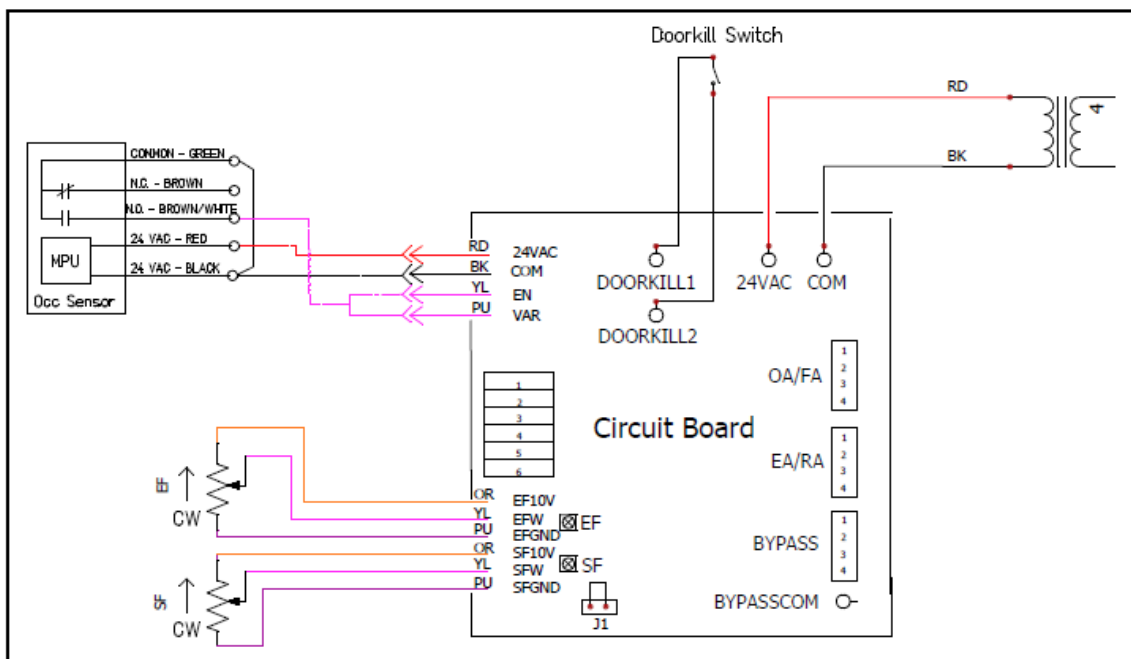 Doorkill Switch
RD
4
BK
COMMON - GREEN
N.C. - BROWN
N.O. - BROWN/WHITE
24 VAC - RED
MPU
24 VAC - BLACK
Occ Sensor
RD 24VAC
BK COM
YL EN
PU VAR
DOORKILL1
DOORKILL2
24VAC COM
OA/FA
1
2
3
4
Circuit Board
1
2
3
4
5
6
EA/RA
1
2
3
4
BYPASS
1
2
3
4
BYPASSCOM
EF
CW
OR EF10V
YL EFW
PU EFGND
EF
SF
CW
OR SF10V
YL SFW
PU SFGND
SF
J1